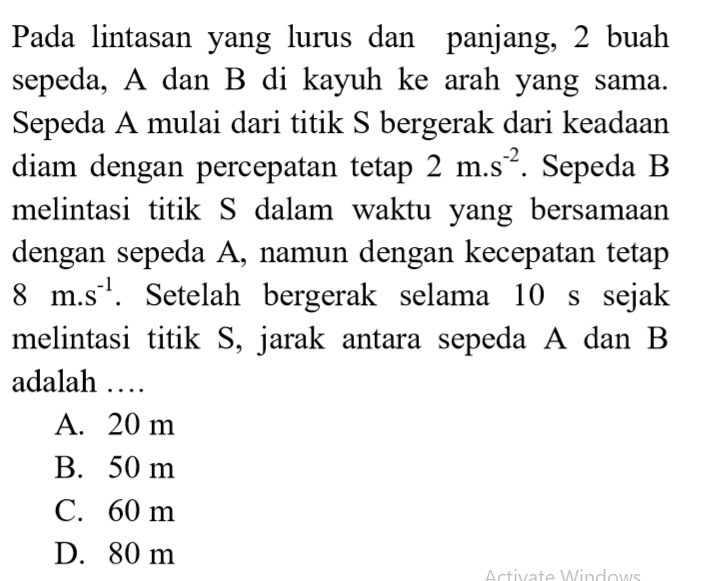 Pada lintasan yang lurus dan panjang, 2 buah
sepeda, A dan B di kayuh ke arah yang sama.
Sepeda A mulai dari titik S bergerak dari keadaan
diam dengan percepatan tetap 2 m.s⁻². Sepeda B
melintasi titik S dalam waktu yang bersamaan
dengan sepeda A, namun dengan kecepatan tetap
8 m.s⁻¹. Setelah bergerak selama 10 s sejak
melintasi titik S, jarak antara sepeda A dan B
adalah ....
A. 20 m
B. 50 m
C. 60 m
D. 80 m
Activate Windows